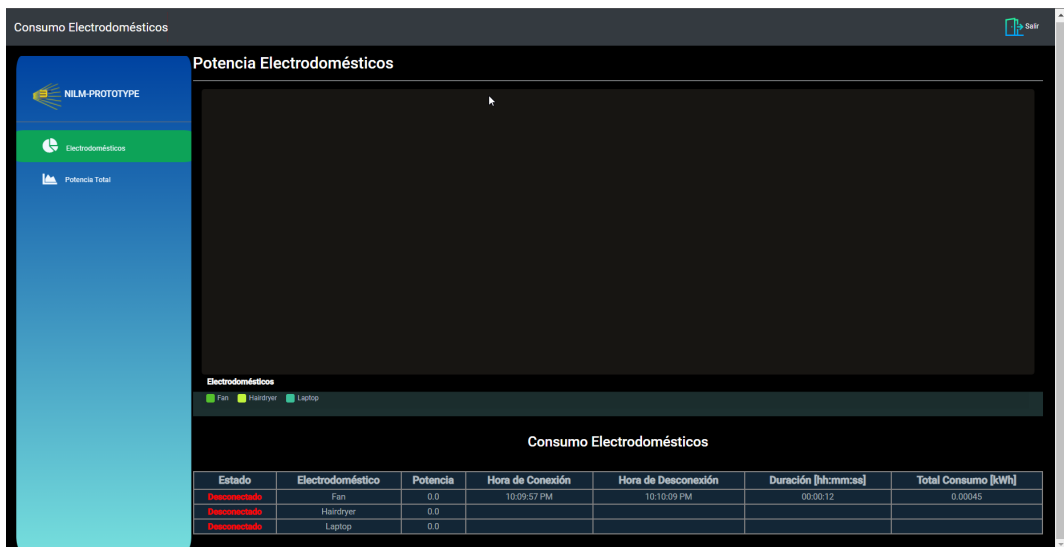 Consumo Electrodomésticos
Salir
NILM-PROTOTYPE
Electrodomésticos
Potencia Total
Potencia Electrodomésticos
Electrodomésticos
Fan Hairdryer Laptop
Consumo Electrodomésticos
Estado Electrodoméstico Potencia Hora de Conexión Hora de Desconexión Duración [hh:mm:ss] Total Consumo [kWh]
Desconectado Fan 0.0 10:09:57 PM 10:10:09 PM 00:00:12 0.00045
Desconectado Hairdryer 0.0
Desconectado Laptop 0.0